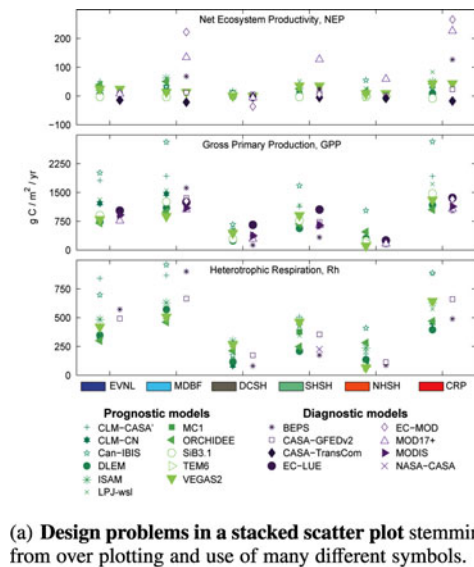 Net Ecosystem Productivity, NEP
200
100
0
−100
Gross Primary Production, GPP
2250
1500
750
0
g C / m² / yr
Heterotrophic Respiration, Rh
750
500
250
0
EVNL MDBF DCSH SHSH NHSH CRP
Prognostic models Diagnostic models
CLM-CASA' MC1 BEPS EC-MOD
CLM-CN ORCHIDEE CASA-GFEDv2 MOD17+
Can-IBIS SiB3.1 CASA-TransCom MODIS
DLEM TEM6 EC-LUE NASA-CASA
ISAM VEGAS2
LPJ-wsl
(a) Design problems in a stacked scatter plot stemmin
from over plotting and use of many different symbols.